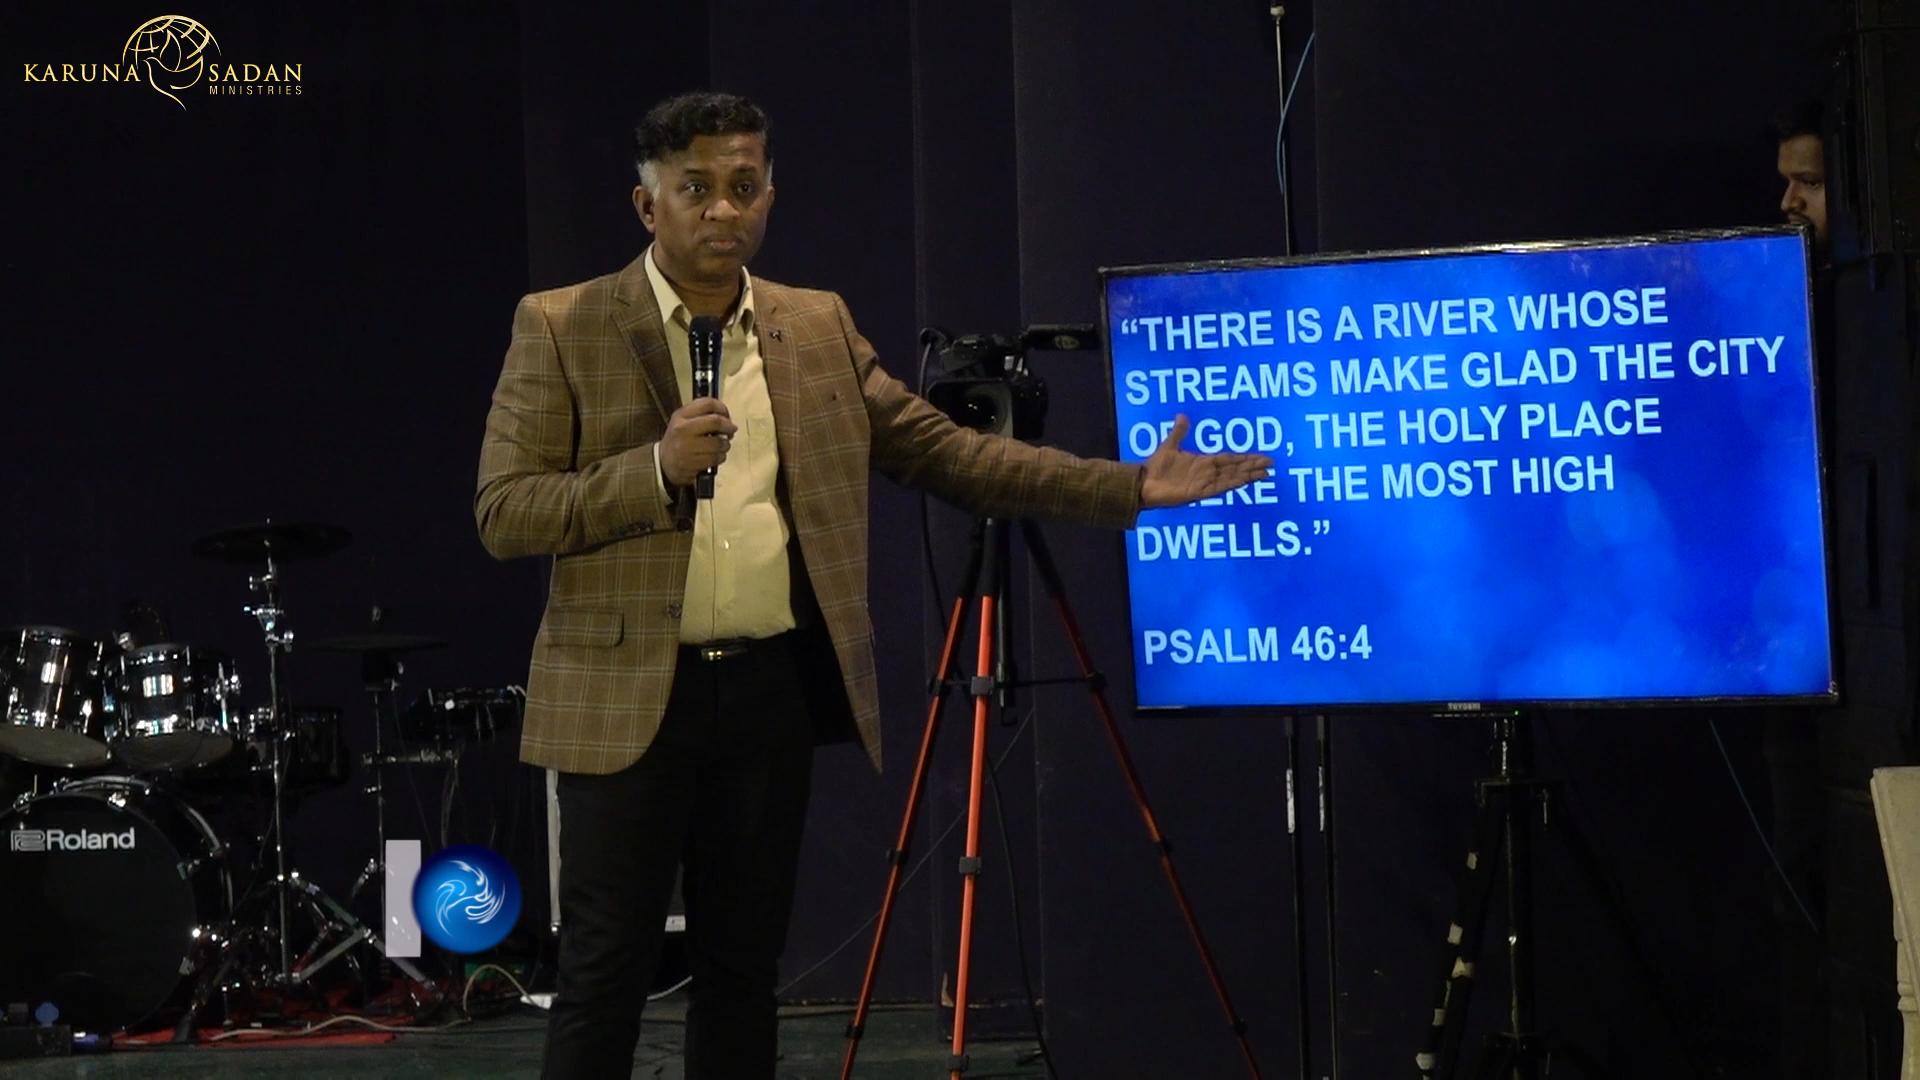 KARUNA SADAN
MINISTRIES
“THERE IS A RIVER WHOSE
STREAMS MAKE GLAD THE CITY
OF GOD, THE HOLY PLACE
THE MOST HIGH
DWELLS.”
PSALM 46:4
Roland